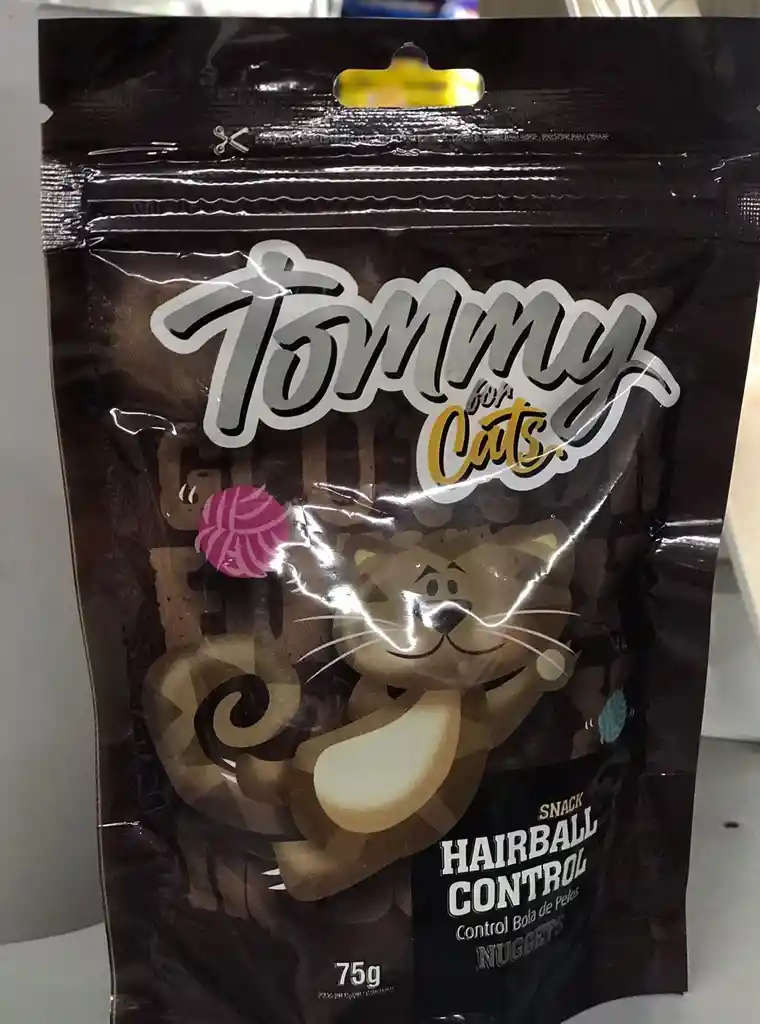 Tommy
for
Cats.
SNACK
HAIRBALL
CONTROL
Control Bola de Pelos
NUGGETS
75g